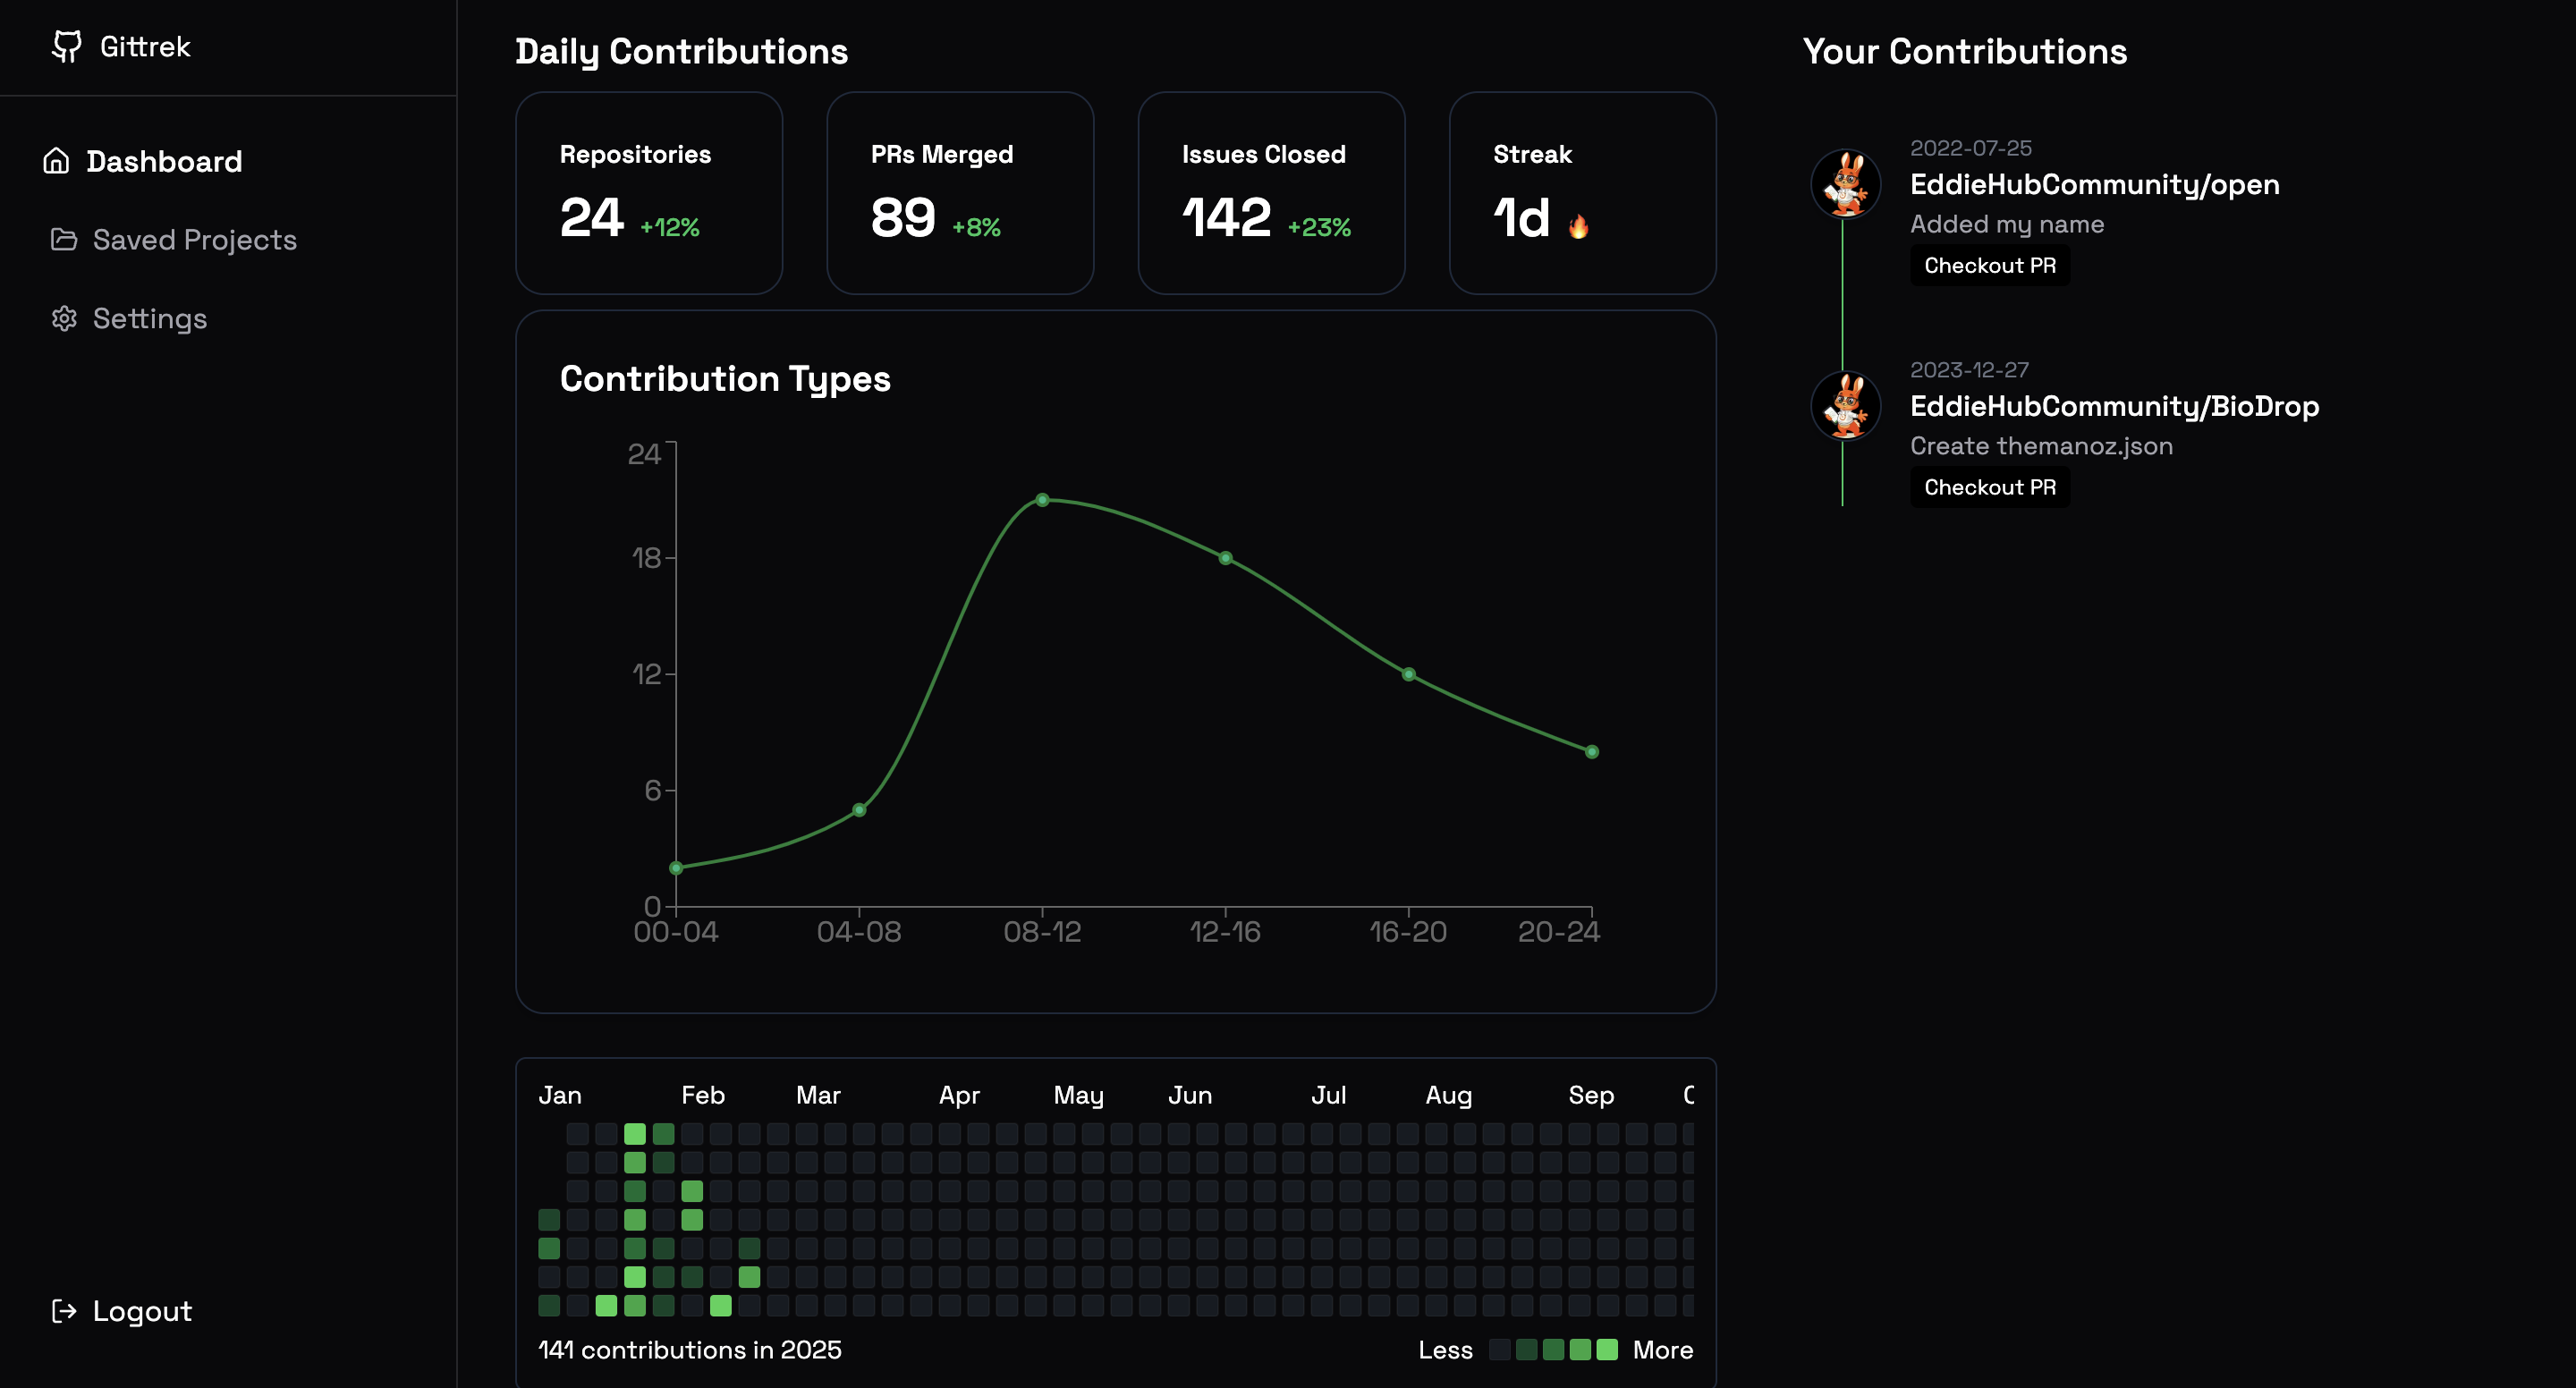 Gittrek
Dashboard
Saved Projects
Settings
Logout
Daily Contributions
Repositories
24 +12%
PRs Merged
89 +8%
Issues Closed
142 +23%
Streak
1d 🔥
Contribution Types
24
18
12
6
0
00-04 04-08 08-12 12-16 16-20 20-24
Jan Feb Mar Apr May Jun Jul Aug Sep
141 contributions in 2025
Less More
Your Contributions
2022-07-25
EddieHubCommunity/open
Added my name
Checkout PR
2023-12-27
EddieHubCommunity/BioDrop
Create themanoz.json
Checkout PR